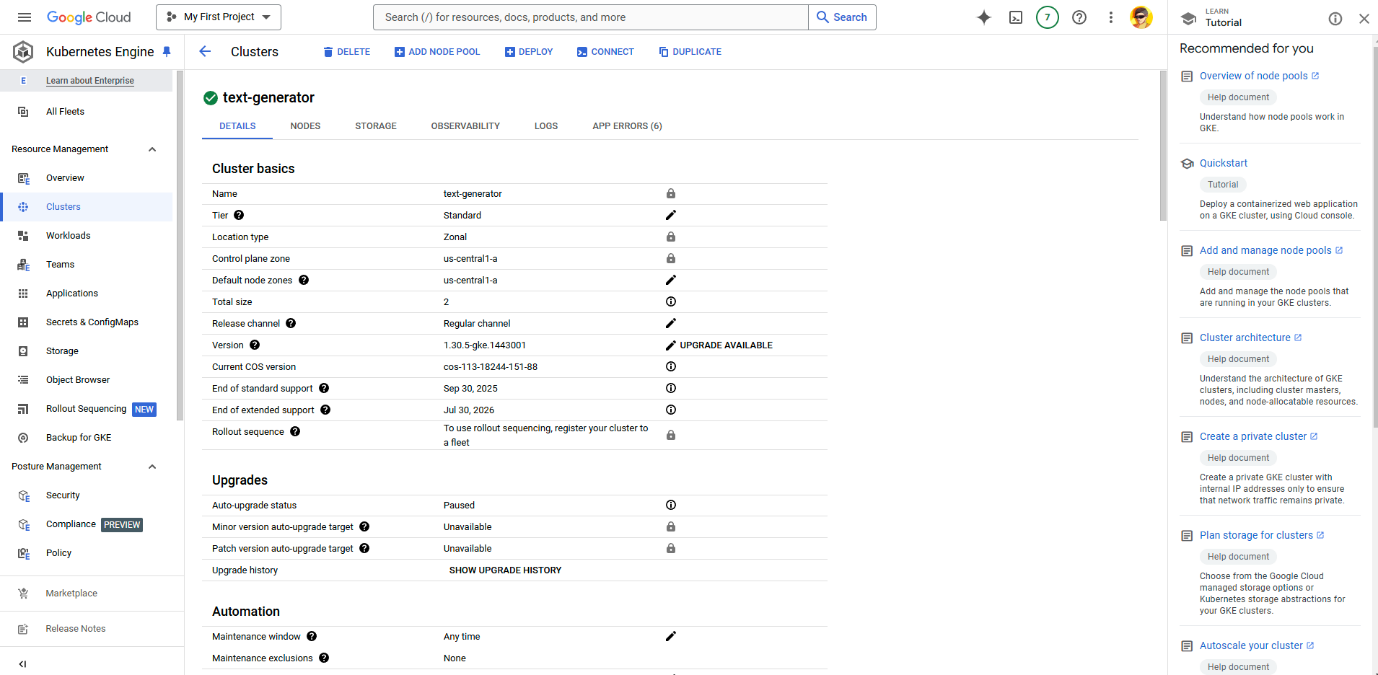 Google Cloud
My First Project
Search (/) for resources, docs, products, and more
Search
7
LEARN
Tutorial
Kubernetes Engine
Clusters
DELETE
ADD NODE POOL
DEPLOY
CONNECT
DUPLICATE
E Learn about Enterprise
All Fleets
Resource Management
Overview
Clusters
Workloads
Teams
Applications
Secrets & ConfigMaps
Storage
Object Browser
Rollout Sequencing NEW
Backup for GKE
Posture Management
Security
Compliance PREVIEW
Policy
Marketplace
Release Notes
text-generator
DETAILS NODES STORAGE OBSERVABILITY LOGS APP ERRORS (6)
Cluster basics
Name text-generator
Tier Standard
Location type Zonal
Control plane zone us-central1-a
Default node zones us-central1-a
Total size 2
Release channel Regular channel
Version 1.30.5-gke.1443001 UPGRADE AVAILABLE
Current COS version cos-113-18244-151-88
End of standard support Sep 30, 2025
End of extended support Jul 30, 2026
Rollout sequence To use rollout sequencing, register your cluster to
a fleet
Upgrades
Auto-upgrade status Paused
Minor version auto-upgrade target Unavailable
Patch version auto-upgrade target Unavailable
Upgrade history SHOW UPGRADE HISTORY
Automation
Maintenance window Any time
Maintenance exclusions None
Recommended for you
Overview of node pools
Help document
Understand how node pools work in
GKE.
Quickstart
Tutorial
Deploy a containerized web application
on a GKE cluster, using Cloud console.
Add and manage node pools
Help document
Add and manage the node pools that
are running in your GKE clusters.
Cluster architecture
Help document
Understand the architecture of GKE
clusters, including cluster masters,
nodes, and node-allocatable resources.
Create a private cluster
Help document
Create a private GKE cluster with
internal IP addresses only to ensure
that network traffic remains private.
Plan storage for clusters
Help document
Choose from the Google Cloud
managed storage options or
Kubernetes storage abstractions for
your GKE clusters.
Autoscale your cluster
Help document